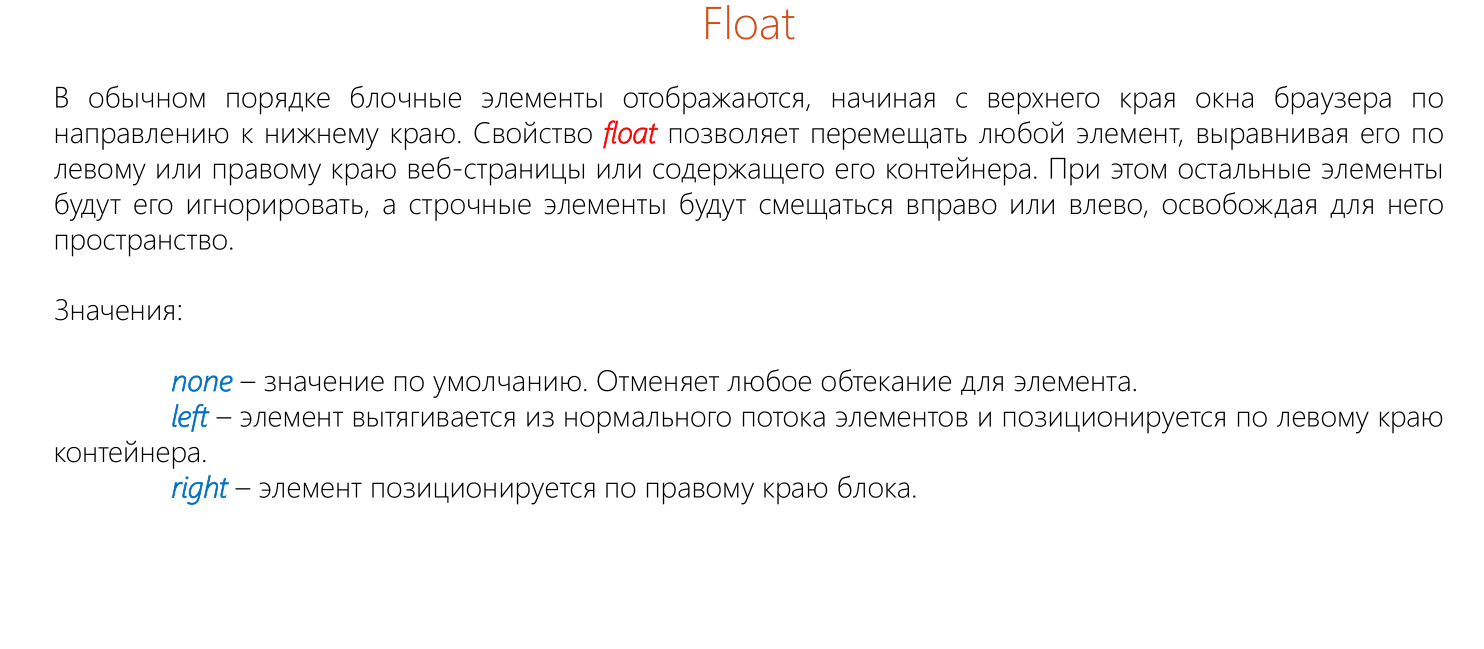 Float
В обычном порядке блочные элементы отображаются, начиная с верхнего края окна браузера по
направлению к нижнему краю. Свойство float позволяет перемещать любой элемент, выравнивая его по
левому или правому краю веб-страницы или содержащего его контейнера. При этом остальные элементы
будут его игнорировать, а строчные элементы будут смещаться вправо или влево, освобождая для него
пространство.
Значения:
none – значение по умолчанию. Отменяет любое обтекание для элемента.
left – элемент вытягивается из нормального потока элементов и позиционируется по левому краю
контейнера.
right – элемент позиционируется по правому краю блока.